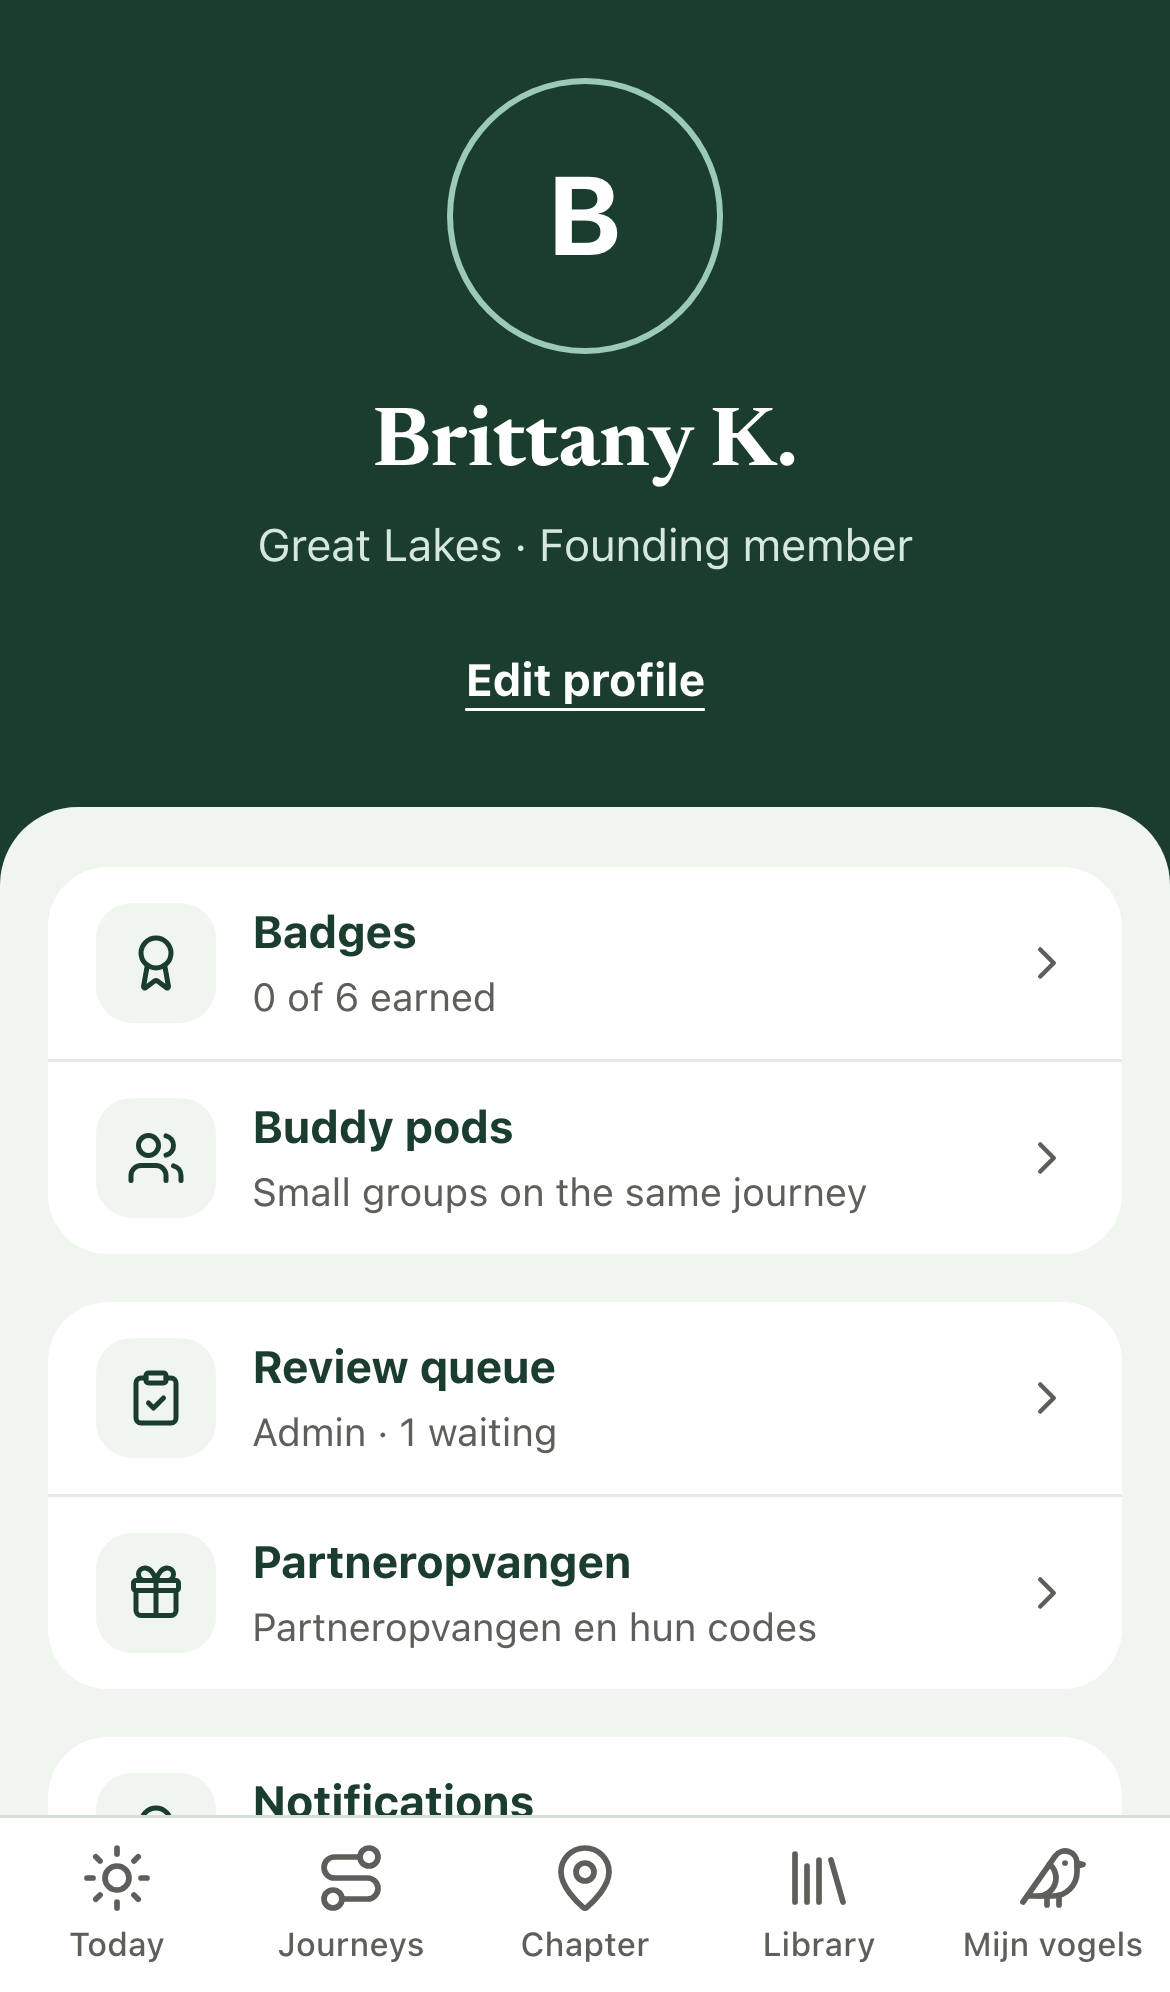 B
Brittany K.
Great Lakes · Founding member
Edit profile
Badges
0 of 6 earned
Buddy pods
Small groups on the same journey
Review queue
Admin · 1 waiting
Partneropvangen
Partneropvangen en hun codes
Notifications
Today
Journeys
Chapter
Library
Mijn vogels